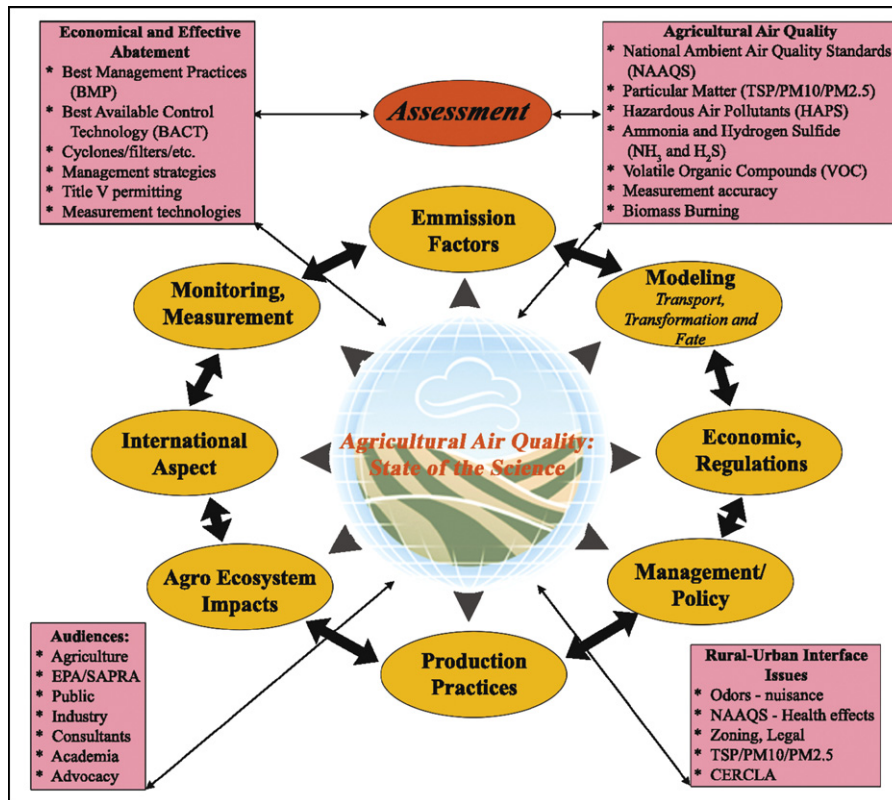 Economical and Effective
Abatement
* Best Management Practices
(BMP)
* Best Available Control
Technology (BACT)
* Cyclones/filters/etc.
* Management strategies
* Title V permitting
* Measurement technologies
Assessment
Agricultural Air Quality
* National Ambient Air Quality Standards
(NAAQS)
* Particular Matter (TSP/PM10/PM2.5)
* Hazardous Air Pollutants (HAPS)
* Ammonia and Hydrogen Sulfide
(NH₃ and H₂S)
* Volatile Organic Compounds (VOC)
* Measurement accuracy
* Biomass Burning
Emmission
Factors
Monitoring,
Measurement
Modeling
Transport,
Transformation and
Fate
International
Aspect
Agricultural Air Quality:
State of the Science
Economic,
Regulations
Agro Ecosystem
Impacts
Management/
Policy
Production
Practices
Audiences:
* Agriculture
* EPA/SAPRA
* Public
* Industry
* Consultants
* Academia
* Advocacy
Rural-Urban Interface
Issues
* Odors - nuisance
* NAAQS - Health effects
* Zoning, Legal
* TSP/PM10/PM2.5
* CERCLA